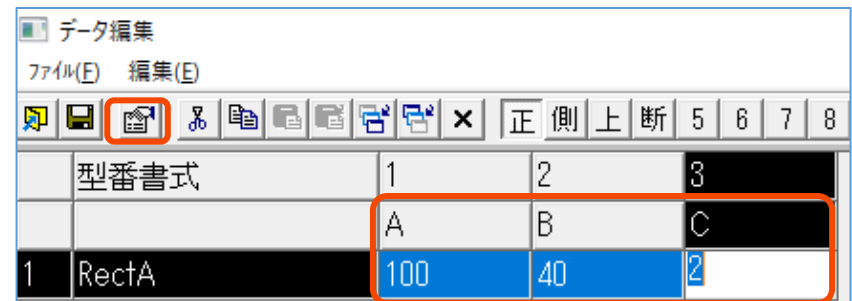 データ編集
ファイル(F) 編集(E)
正 側 上 断 5 6 7 8
型番書式 1 2 3
A B C
1 RectA 100 40 2